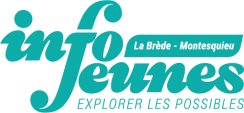 info
La Brède - Montesquieu
jeunes
EXPLORER LES POSSIBLES